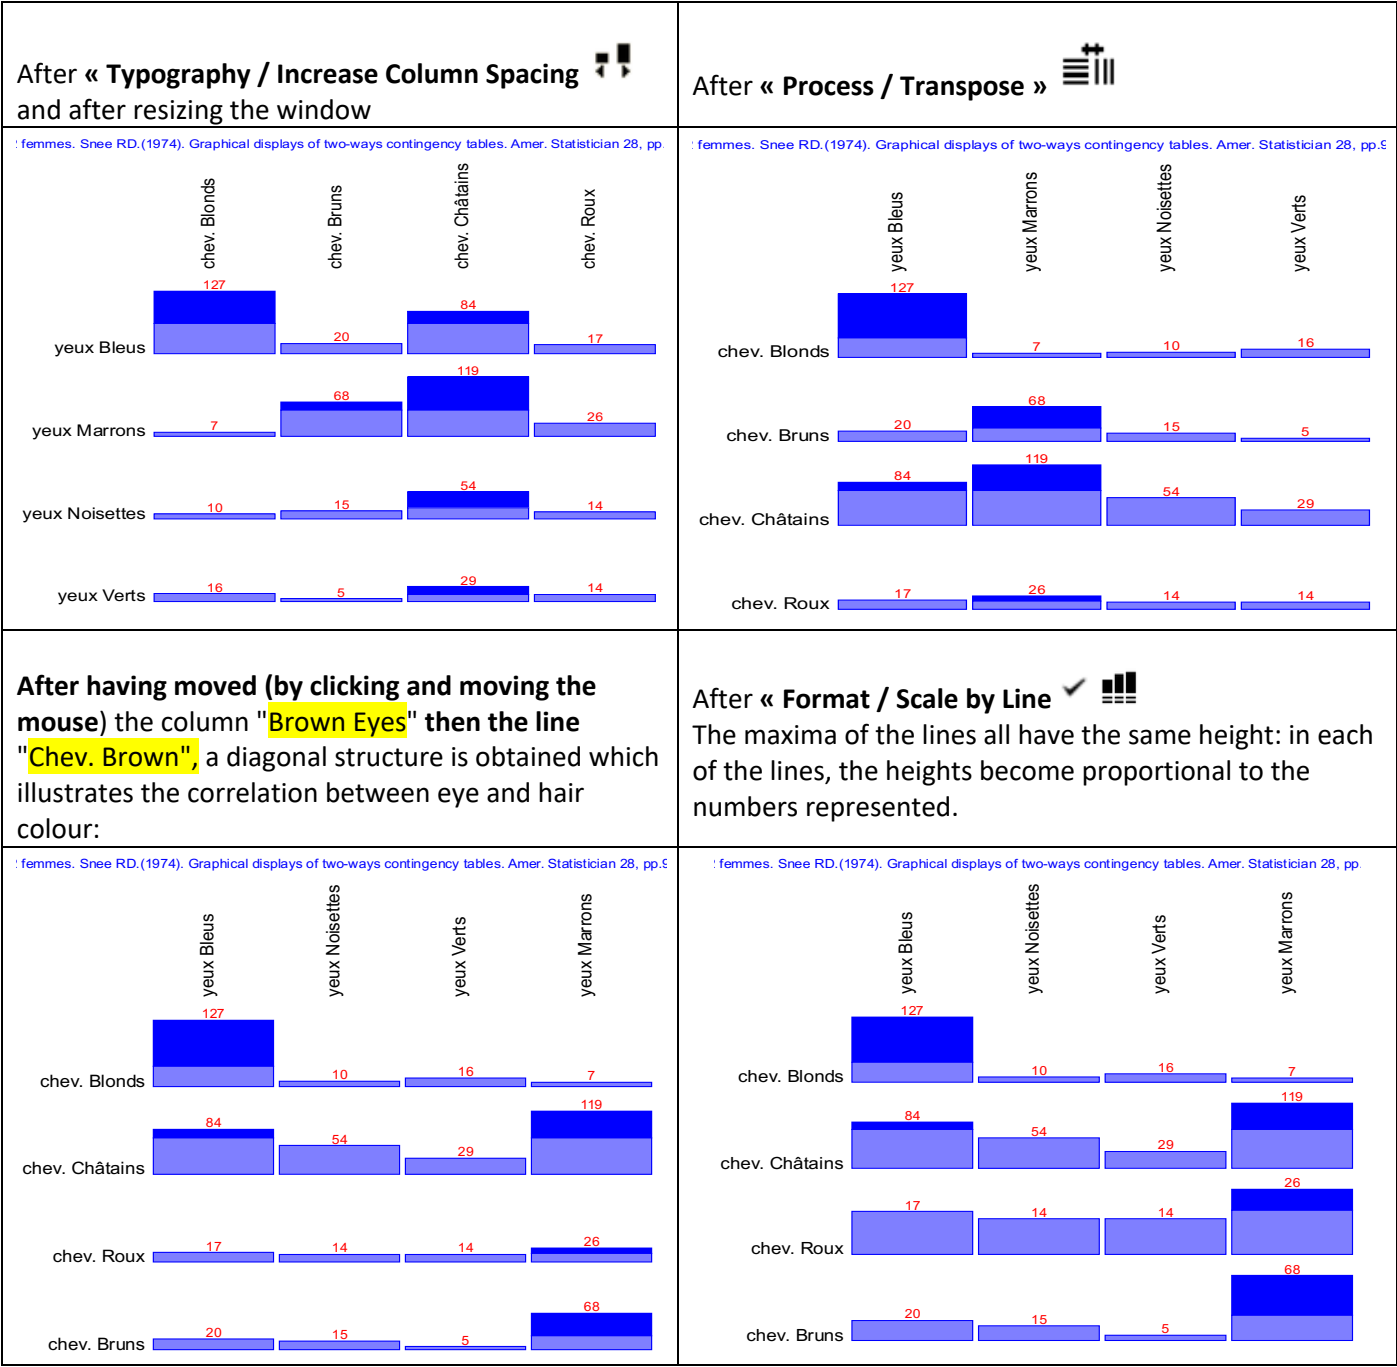 After « Typography / Increase Column Spacing
and after resizing the window
After « Process / Transpose »
femmes. Snee RD.(1974). Graphical displays of two-ways contingency tables. Amer. Statistician 28, pp.
chev. Blonds
chev. Bruns
chev. Châtains
chev. Roux
127
20
84
17
yeux Bleus
7
68
119
26
yeux Marrons
10
15
54
14
yeux Noisettes
16
5
29
14
yeux Verts
femmes. Snee RD.(1974). Graphical displays of two-ways contingency tables. Amer. Statistician 28, pp.9
yeux Bleus
yeux Marrons
yeux Noisettes
yeux Verts
127
7
10
16
chev. Blonds
20
68
15
5
chev. Bruns
84
119
54
29
chev. Châtains
17
26
14
14
chev. Roux
After having moved (by clicking and moving the
mouse) the column "Brown Eyes" then the line
"Chev. Brown", a diagonal structure is obtained which
illustrates the correlation between eye and hair
colour:
After « Format / Scale by Line
The maxima of the lines all have the same height: in each
of the lines, the heights become proportional to the
numbers represented.
femmes. Snee RD.(1974). Graphical displays of two-ways contingency tables. Amer. Statistician 28, pp.9
yeux Bleus
yeux Noisettes
yeux Verts
yeux Marrons
127
10
16
7
chev. Blonds
84
54
29
119
chev. Châtains
17
14
14
26
chev. Roux
20
15
5
68
chev. Bruns
femmes. Snee RD.(1974). Graphical displays of two-ways contingency tables. Amer. Statistician 28, pp.
yeux Bleus
yeux Noisettes
yeux Verts
yeux Marrons
127
10
16
7
chev. Blonds
84
54
29
119
chev. Châtains
17
14
14
26
chev. Roux
20
15
5
68
chev. Bruns